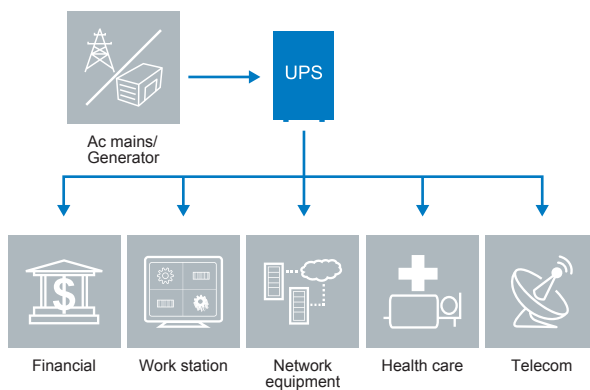 UPS
Ac mains/
Generator
$
Financial
Work station
Network
equipment
Health care
Telecom